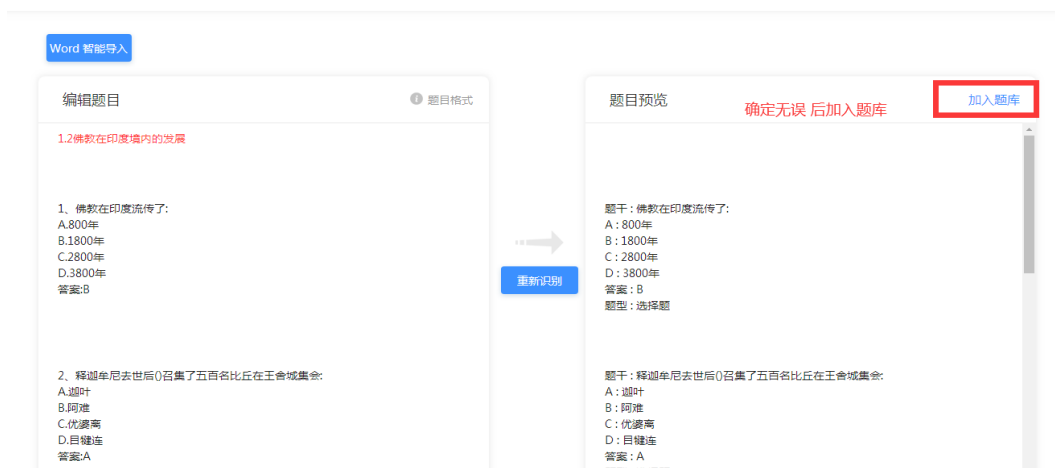 Word 智能导入
编辑题目
题目格式
1.2佛教在印度境内的发展
1、佛教在印度流传了:
A.800年
B.1800年
C.2800年
D.3800年
答案:B
2、释迦牟尼去世后()召集了五百名比丘在王舍城集会:
A.迦叶
B.阿难
C.优婆离
D.目犍连
答案:A
重新识别
题目预览
确定无误 后加入题库
加入题库
题干 : 佛教在印度流传了:
A : 800年
B : 1800年
C : 2800年
D : 3800年
答案 : B
题型 : 选择题
题干 : 释迦牟尼去世后()召集了五百名比丘在王舍城集会:
A : 迦叶
B : 阿难
C : 优婆离
D : 目犍连
答案 : A